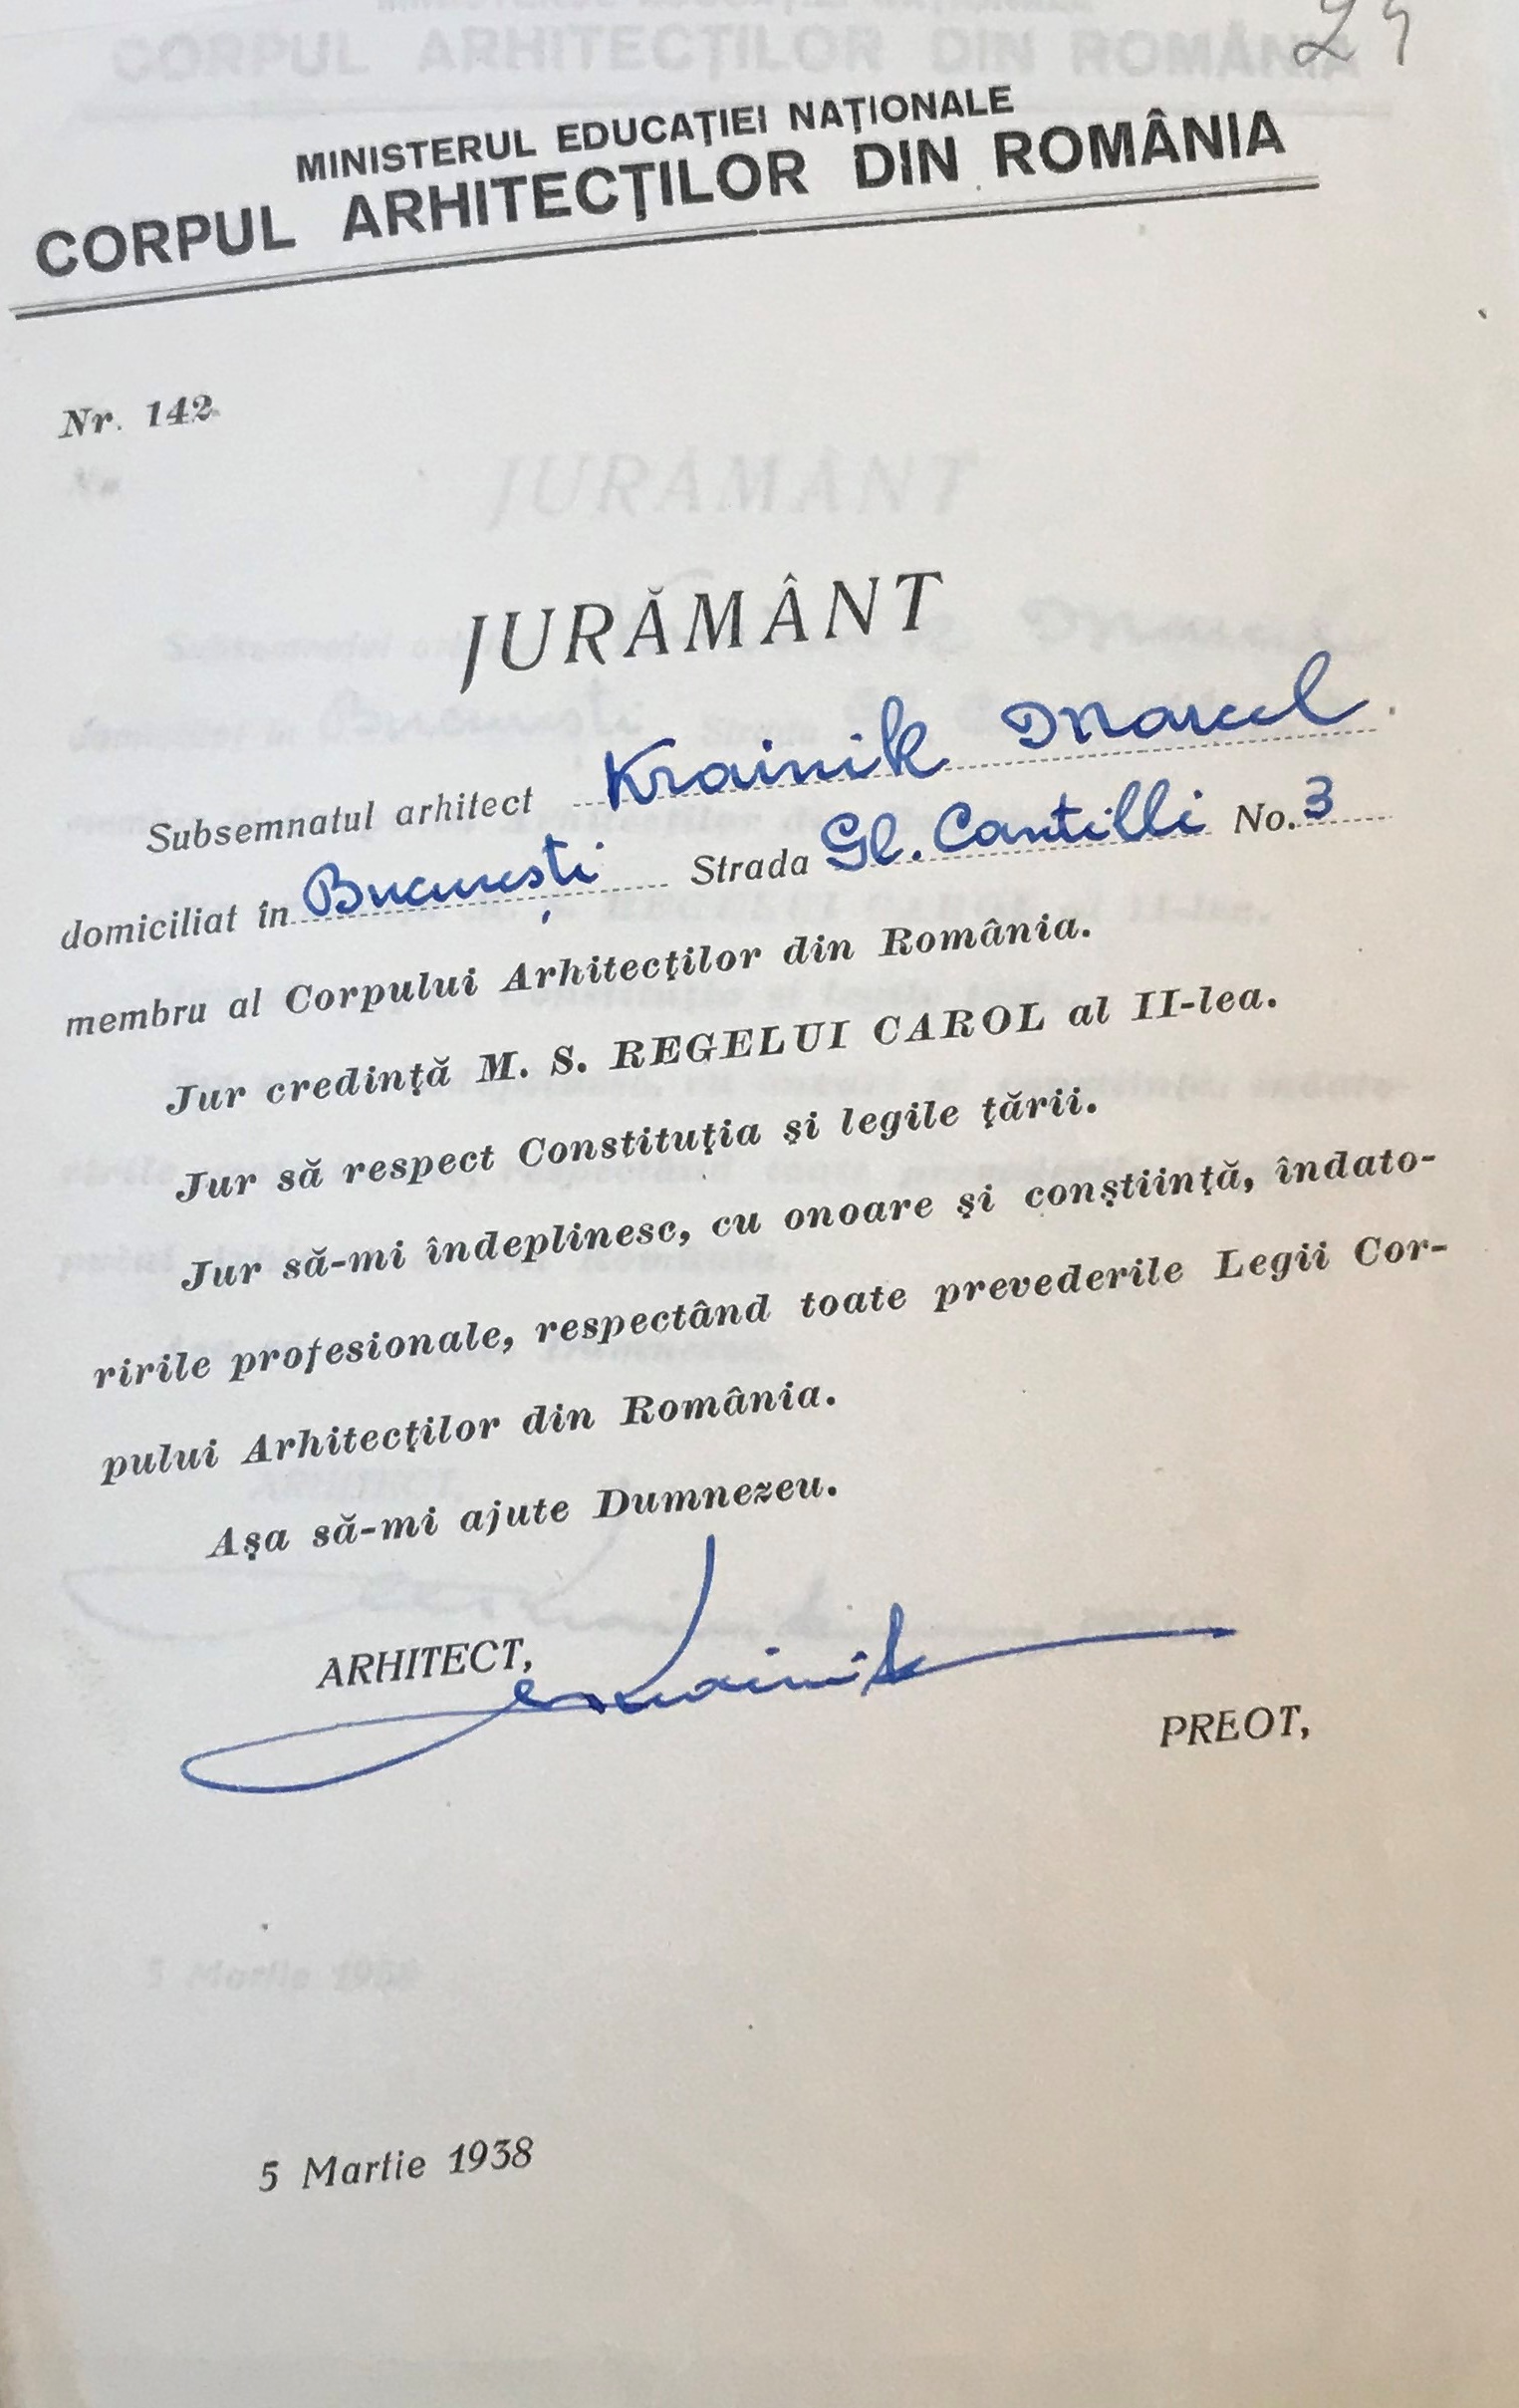 24
MINISTERUL EDUCAȚIEI NAȚIONALE
CORPUL ARHITECȚILOR DIN ROMÂNIA
Nr. 142
JURĂMÂNT
Subsemnatul arhitect Krainik Marcel.
domiciliat în București Strada Gl. Cantilli No. 3
membru al Corpului Arhitecților din România.
Jur credință M. S. REGELUI CAROL al II-lea.
Jur să respect Constituția și legile țării.
Jur să-mi îndeplinesc, cu onoare și conștiință, îndato-
ririle profesionale, respectând toate prevederile Legii Cor-
pului Arhitecților din România.
Așa să-mi ajute Dumnezeu.
ARHITECT,
Krainik
PREOT,
5 Martie 1938